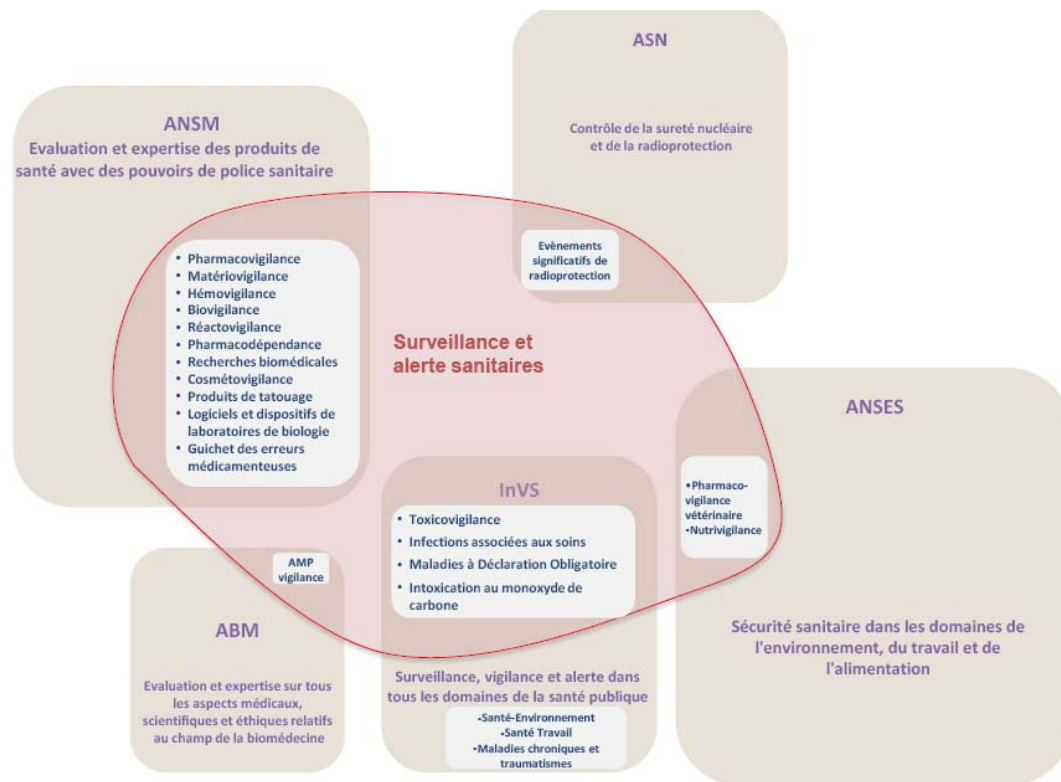 ASN
Contrôle de la sureté nucléaire
et de la radioprotection
ANSM
Evaluation et expertise des produits de
santé avec des pouvoirs de police sanitaire
Evènements
significatifs de
radioprotection
• Pharmacovigilance
• Matériovigilance
• Hémovigilance
• Biovigilance
• Réactovigilance
• Pharmacodépendance
• Recherches biomédicales
• Cosmétovigilance
• Produits de tatouage
• Logiciels et dispositifs de
laboratoires de biologie
• Guichet des erreurs
médicamenteuses
Surveillance et
alerte sanitaires
ANSES
•Pharmaco-
vigilance
vétérinaire
•Nutrivigilance
Sécurité sanitaire dans les domaines de
l'environnement, du travail et de
l'alimentation
InVS
• Toxicovigilance
• Infections associées aux soins
• Maladies à Déclaration Obligatoire
• Intoxication au monoxyde de
carbone
Surveillance, vigilance et alerte dans
tous les domaines de la santé publique
•Santé-Environnement
•Santé Travail
•Maladies chroniques et
traumatismes
AMP
vigilance
ABM
Evaluation et expertise sur tous
les aspects médicaux,
scientifiques et éthiques relatifs
au champ de la biomédecine